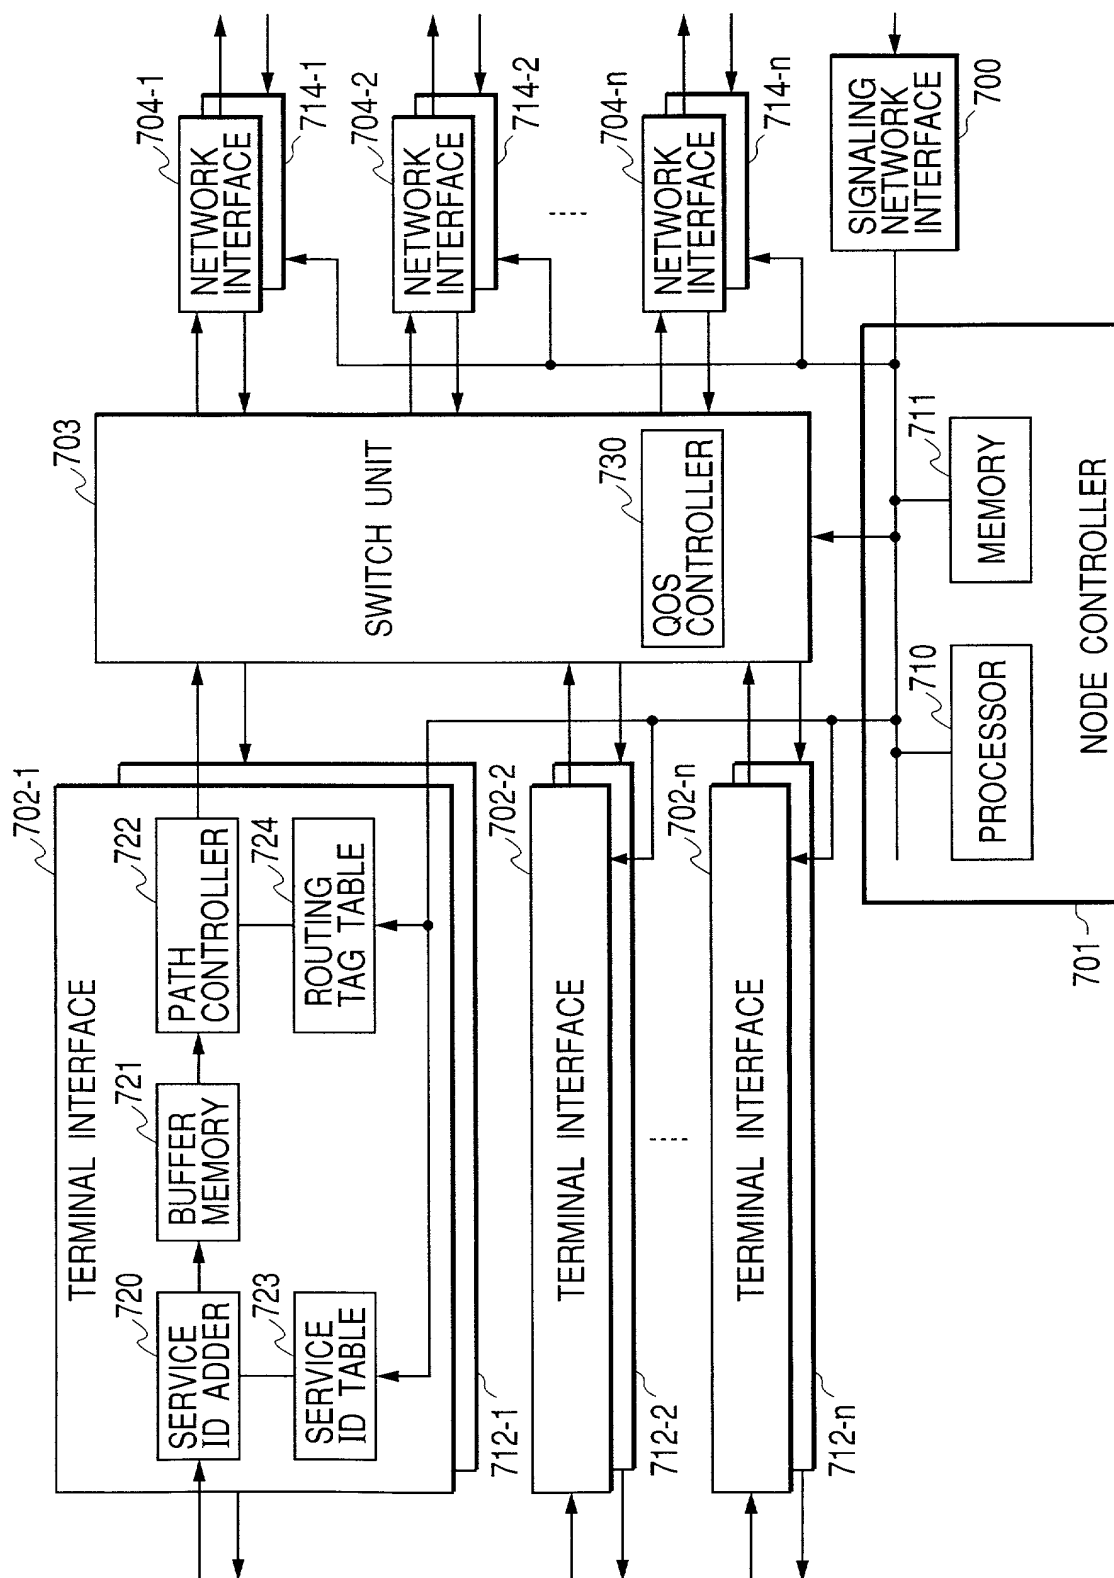 702-1
TERMINAL INTERFACE
720
SERVICE
ID ADDER
721
BUFFER
MEMORY
722
PATH
CONTROLLER
723
SERVICE
ID TABLE
724
ROUTING
TAG TABLE
712-1
702-2
TERMINAL INTERFACE
712-2
702-n
TERMINAL INTERFACE
712-n
703
SWITCH UNIT
730
QOS
CONTROLLER
704-1
NETWORK
INTERFACE
714-1
704-2
NETWORK
INTERFACE
714-2
704-n
NETWORK
INTERFACE
714-n
SIGNALING
NETWORK
INTERFACE
700
701
710
PROCESSOR
711
MEMORY
NODE CONTROLLER